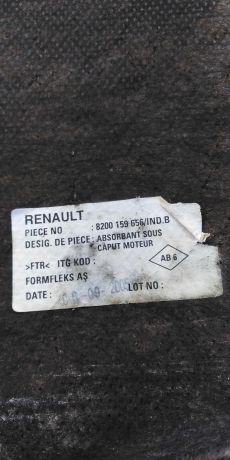 RENAULT
PIECE NO : 8200 159 656/IND.B
DESIG. DE PIECE : ABSORBANT SOUS
CAPUT MOTEUR
>FTR< ITG KOD :
AB 6
FORMFLEKS AŞ
DATE : LOT NO :